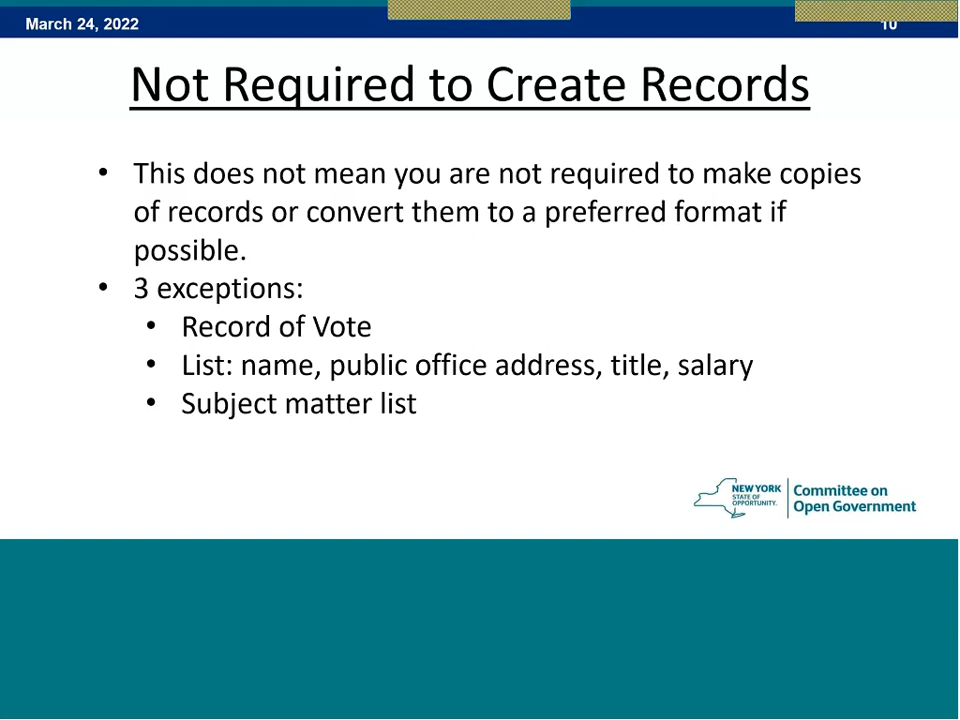 March 24, 2022
10
Not Required to Create Records
• This does not mean you are not required to make copies
of records or convert them to a preferred format if
possible.
• 3 exceptions:
• Record of Vote
• List: name, public office address, title, salary
• Subject matter list
NEW YORK
STATE OF
OPPORTUNITY.
Committee on
Open Government